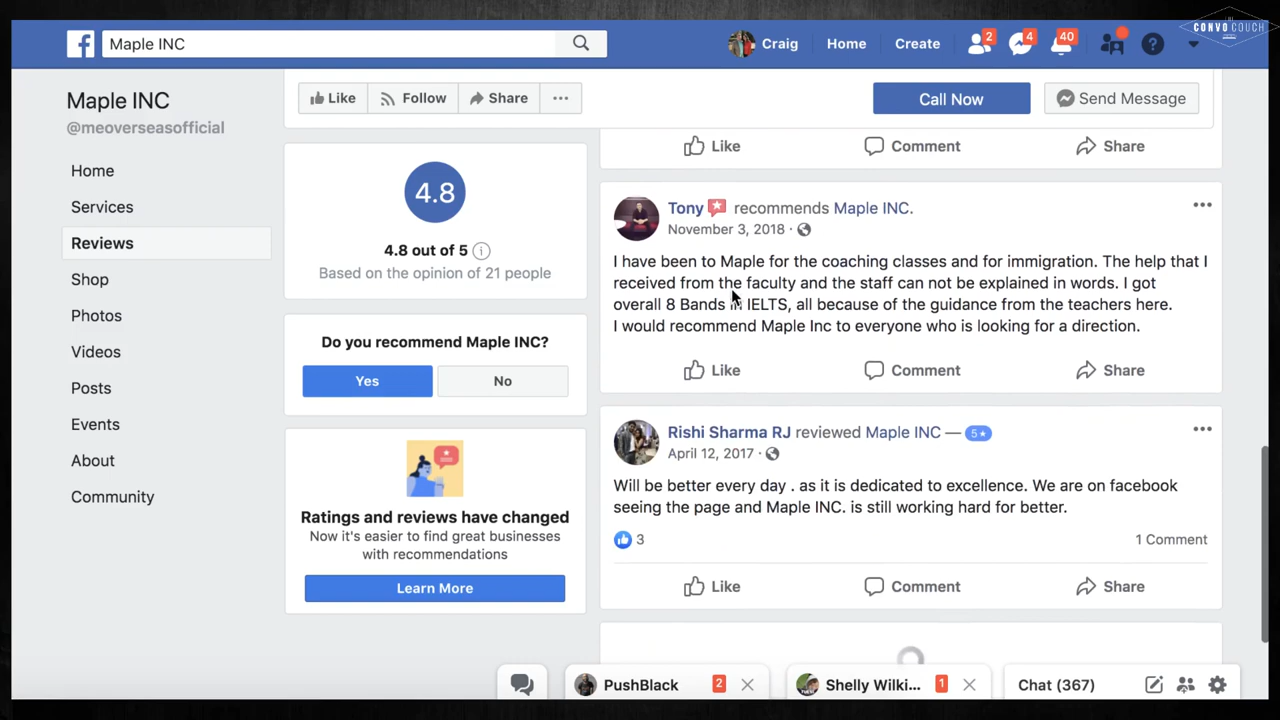 THE
CONVO COUCH
Maple INC
Craig
Home
Create
2
4
40
?
Maple INC
@meoverseasofficial
Home
Services
Reviews
Shop
Photos
Videos
Posts
Events
About
Community
Like
Follow
Share
Call Now
Send Message
4.8
4.8 out of 5
Based on the opinion of 21 people
Do you recommend Maple INC?
Yes
No
Ratings and reviews have changed
Now it's easier to find great businesses
with recommendations
Learn More
Like
Comment
Share
Tony recommends Maple INC.
November 3, 2018 ·
I have been to Maple for the coaching classes and for immigration. The help that I
received from the faculty and the staff can not be explained in words. I got
overall 8 Bands in IELTS, all because of the guidance from the teachers here.
I would recommend Maple Inc to everyone who is looking for a direction.
Like
Comment
Share
Rishi Sharma RJ reviewed Maple INC — 5★
April 12, 2017 ·
Will be better every day . as it is dedicated to excellence. We are on facebook
seeing the page and Maple INC. is still working hard for better.
3
1 Comment
Like
Comment
Share
PushBlack
2
Shelly Wilki...
1
Chat (367)